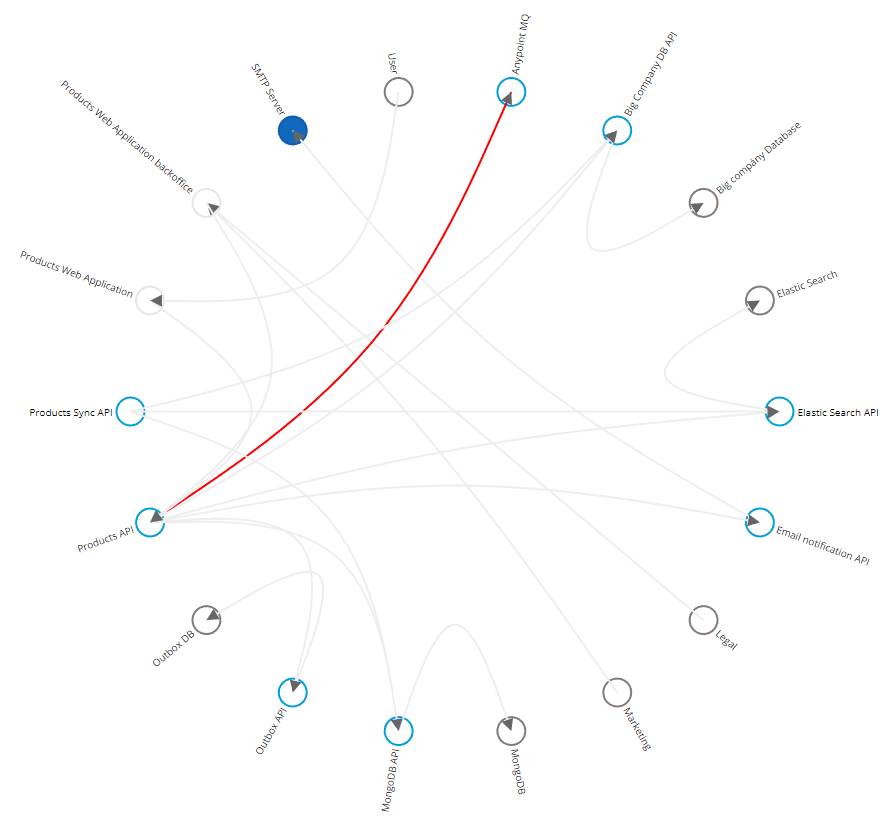 Anypoint MQ
Big Company DB API
User
SMTP Server
Products Web Application backoffice
Big company Database
Products Web Application
Elastic Search
Products Sync API
Elastic Search API
Products API
Email notification API
Outbox DB
Legal
Outbox API
Marketing
MongoDB API
MongoDB